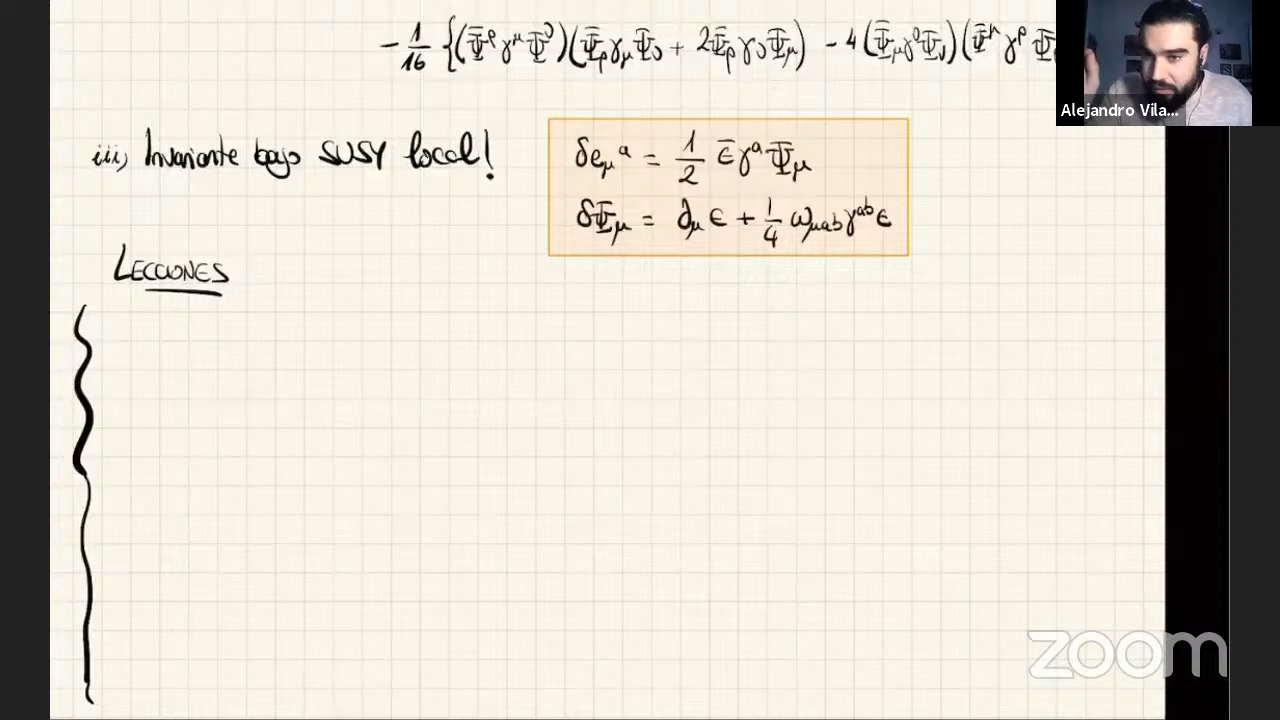 - 1/16 {(Ψ̄^ρ γ^μ Ψ^ν)(Ψ̄_ρ γ_μ Ψ_ν + 2Ψ̄_ρ γ_ν Ψ_μ) - 4(Ψ̄_μ γ^ν Ψ_ν)(Ψ̄^μ γ^ρ Ψ
Alejandro Vila...
iii) Invariante bajo SUSY local!
δe_μ^a = 1/2 ε̄ γ^a Ψ_μ
δΨ_μ = ∂_μ ε + 1/4 ω_μab γ^ab ε
LECCIONES
zoom